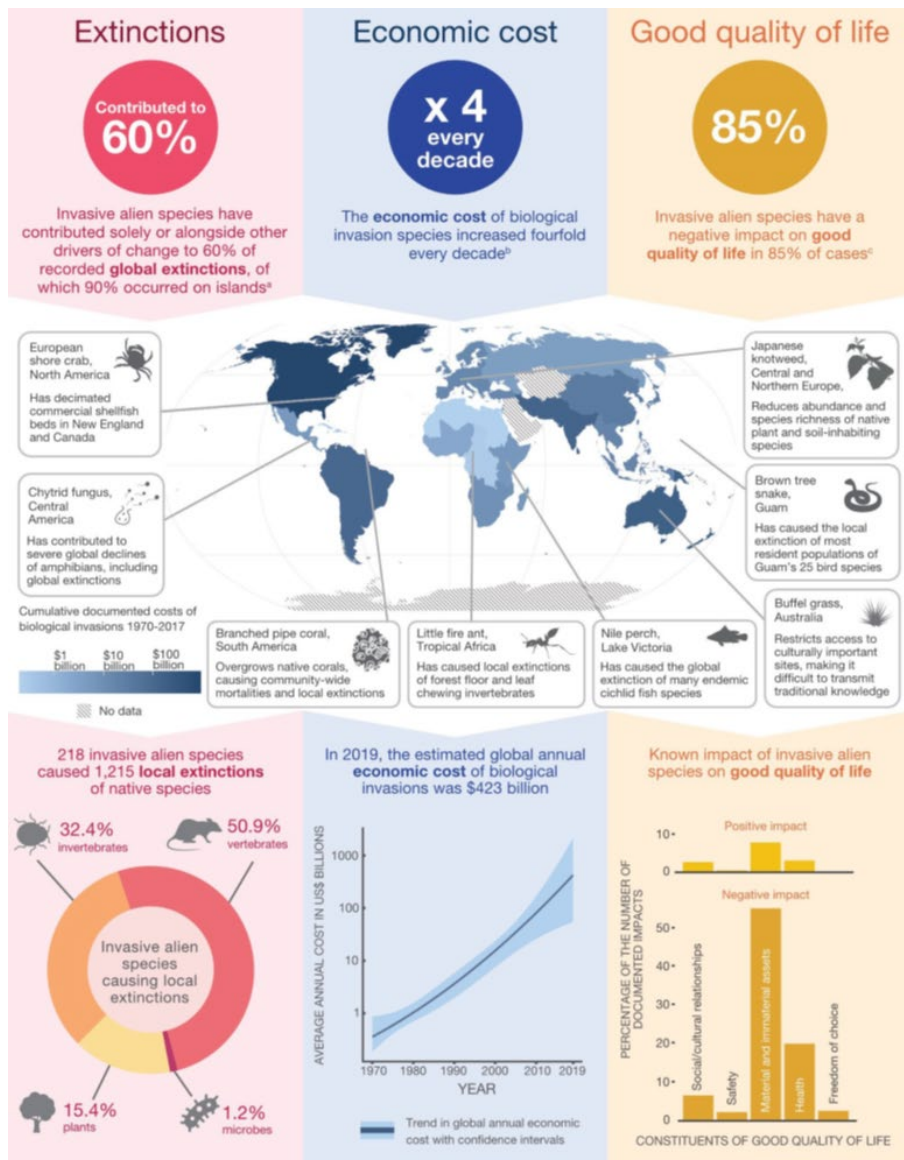 Extinctions
Contributed to
60%
Invasive alien species have
contributed solely or alongside other
drivers of change to 60% of
recorded global extinctions, of
which 90% occurred on islandsᵃ
Economic cost
x 4
every
decade
The economic cost of biological
invasion species increased fourfold
every decadeᵇ
Good quality of life
85%
Invasive alien species have a
negative impact on good
quality of life in 85% of casesᶜ
European
shore crab,
North America
Has decimated
commercial shellfish
beds in New England
and Canada
Chytrid fungus,
Central
America
Has contributed to
severe global declines
of amphibians, including
global extinctions
Japanese
knotweed,
Central and
Northern Europe,
Reduces abundance and
species richness of native
plant and soil-inhabiting
species
Brown tree
snake,
Guam
Has caused the local
extinction of most
resident populations of
Guam's 25 bird species
Buffel grass,
Australia
Restricts access to
culturally important
sites, making it
difficult to transmit
traditional knowledge
Cumulative documented costs of
biological invasions 1970-2017
$1
billion
$10
billion
$100
billion
No data
Branched pipe coral,
South America
Overgrows native corals,
causing community-wide
mortalities and local extinctions
Little fire ant,
Tropical Africa
Has caused local extinctions
of forest floor and leaf
chewing invertebrates
Nile perch,
Lake Victoria
Has caused the global
extinction of many endemic
cichlid fish species
218 invasive alien species
caused 1,215 local extinctions
of native species
32.4%
invertebrates
50.9%
vertebrates
Invasive alien
species
causing local
extinctions
15.4%
plants
1.2%
microbes
In 2019, the estimated global annual
economic cost of biological
invasions was $423 billion
AVERAGE ANNUAL COST IN US$ BILLIONS
1000
100
10
1
1970
1980
1990
2000
2010
2019
YEAR
Trend in global annual economic
cost with confidence intervals
Known impact of invasive alien
species on good quality of life
PERCENTAGE OF THE NUMBER OF
DOCUMENTED IMPACTS
Positive impact
10
0
Negative impact
50
40
30
20
10
0
Social/cultural relationships
Safety
Material and immaterial assets
Health
Freedom of choice
CONSTITUENTS OF GOOD QUALITY OF LIFE